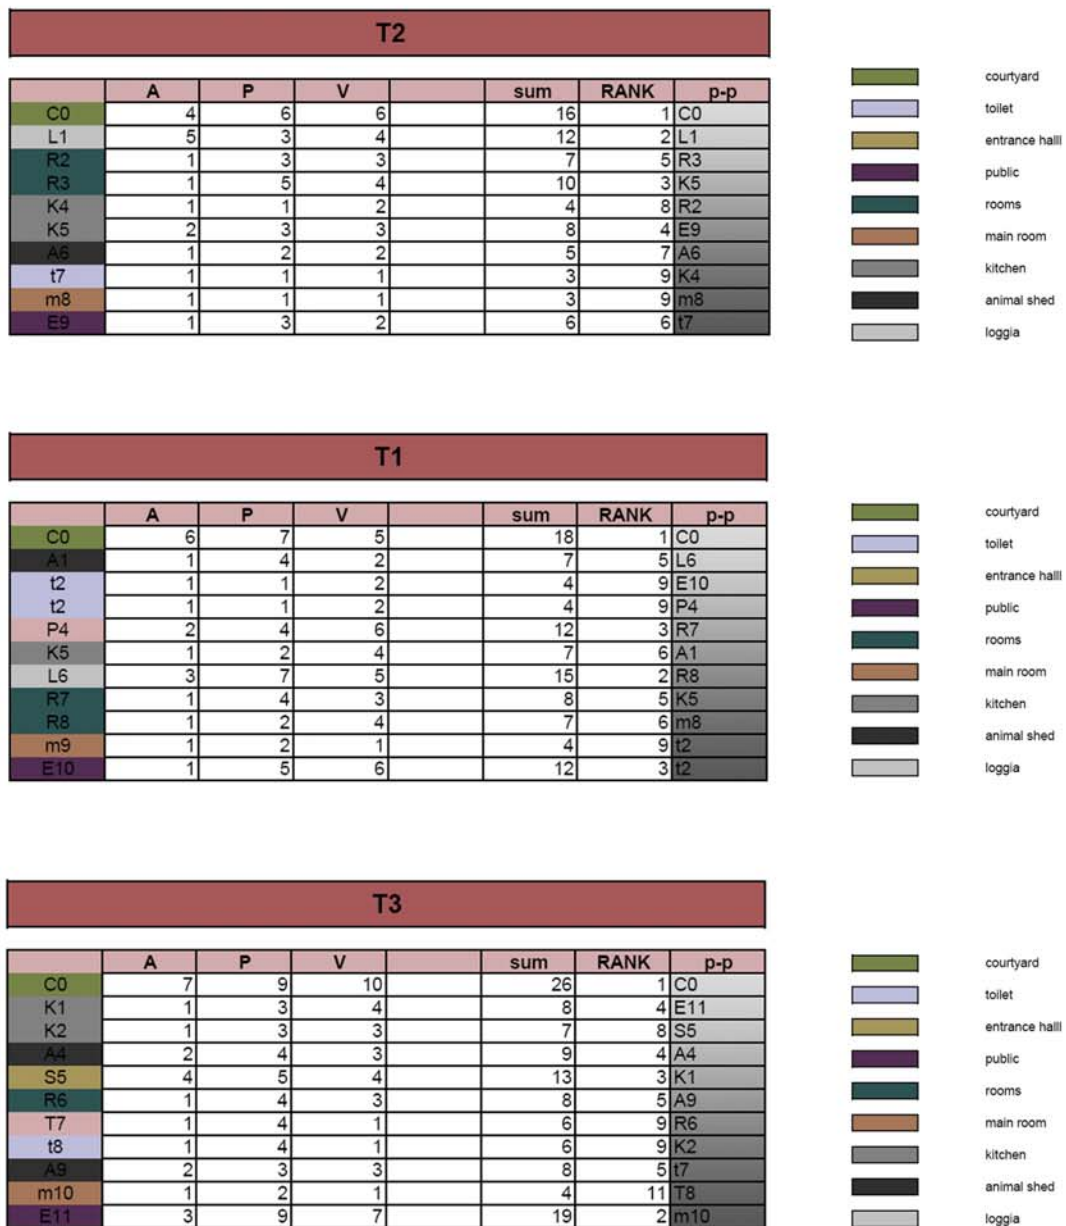 T2
A P V sum RANK p-p
C0 4 6 6 16 1 C0
L1 5 3 4 12 2 L1
R2 1 3 3 7 5 R3
R3 1 5 4 10 3 K5
K4 1 1 2 4 8 R2
K5 2 3 3 8 4 E9
A6 1 2 2 5 7 A6
t7 1 1 1 3 9 K4
m8 1 1 1 3 9 m8
E9 1 3 2 6 6 t7
courtyard
toilet
entrance halll
public
rooms
main room
kitchen
animal shed
loggia
T1
A P V sum RANK p-p
C0 6 7 5 18 1 C0
A1 1 4 2 7 5 L6
t2 1 1 2 4 9 E10
t2 1 1 2 4 9 P4
P4 2 4 6 12 3 R7
K5 1 2 4 7 6 A1
L6 3 7 5 15 2 R8
R7 1 4 3 8 5 K5
R8 1 2 4 7 6 m8
m9 1 2 1 4 9 t2
E10 1 5 6 12 3 t2
courtyard
toilet
entrance halll
public
rooms
main room
kitchen
animal shed
loggia
T3
A P V sum RANK p-p
C0 7 9 10 26 1 C0
K1 1 3 4 8 4 E11
K2 1 3 3 7 8 S5
A4 2 4 3 9 4 A4
S5 4 5 4 13 3 K1
R6 1 4 3 8 5 A9
T7 1 4 1 6 9 R6
t8 1 4 1 6 9 K2
A9 2 3 3 8 5 t7
m10 1 2 1 4 11 T8
E11 3 9 7 19 2 m10
courtyard
toilet
entrance halll
public
rooms
main room
kitchen
animal shed
loggia